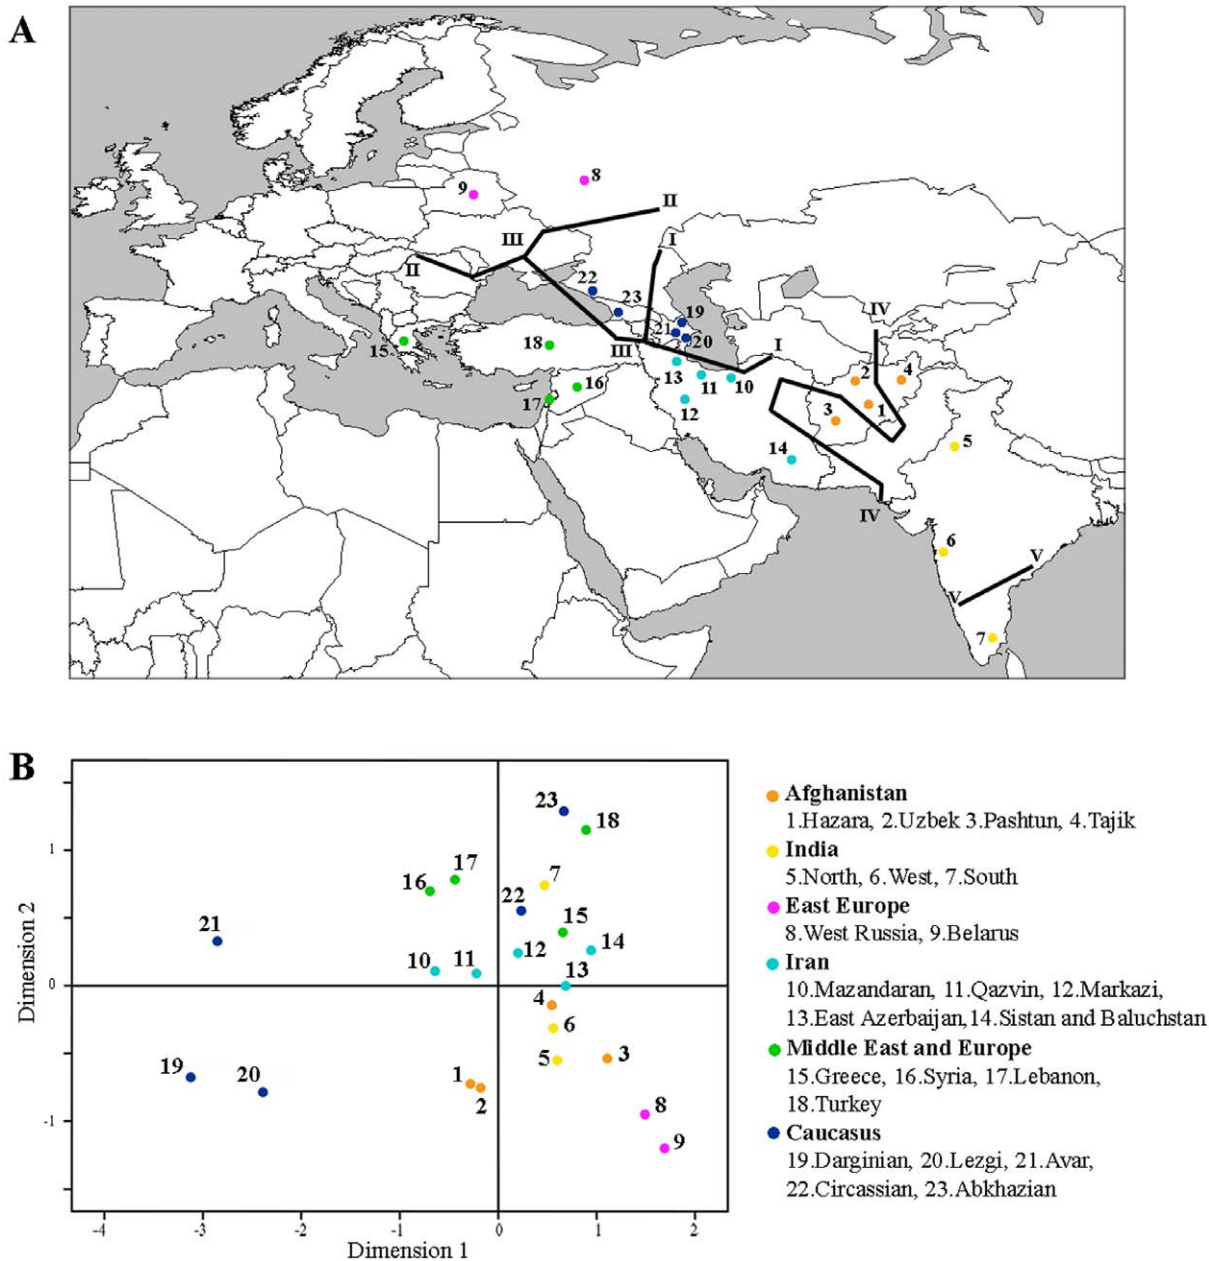 A
8
9
II
III
I
II
22
23
IV
19
21
18
20
15
III
I
2
4
16
13
11
10
17
12
3
1
14
5
IV
6
V
V
7
B
23
18
1
17
16
7
22
15
21
12
14
10
11
13
0
4
6
19
20
5
3
1
2
8
-1
9
-4 -3 -2 -1 0 1 2
Dimension 1
Dimension 2
Afghanistan
1.Hazara, 2.Uzbek 3.Pashtun, 4.Tajik
India
5.North, 6.West, 7.South
East Europe
8.West Russia, 9.Belarus
Iran
10.Mazandaran, 11.Qazvin, 12.Markazi,
13.East Azerbaijan,14.Sistan and Baluchstan
Middle East and Europe
15.Greece, 16.Syria, 17.Lebanon,
18.Turkey
Caucasus
19.Darginian, 20.Lezgi, 21.Avar,
22.Circassian, 23.Abkhazian